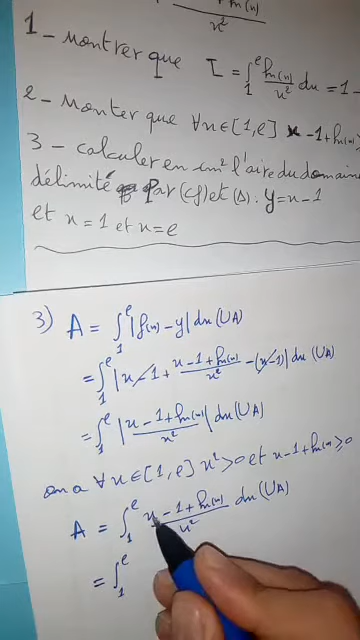 x²
1 - montrer que I = ∫₁ᵉ ln(x)/x² dx = 1 -
2 - Monter que ∀x∈[1,e] x - 1 + ln(x)
3 - calculer en cm² l'aire du domaine
délimité par (Cf) et (Δ): y = x - 1
et x = 1 et x = e
3) A = ∫₁ᵉ |f(x) - y| dx (UA)
= ∫₁ᵉ |x - 1 + (x - 1 + ln(x))/x² - (x - 1)| dx (UA)
= ∫₁ᵉ |(x - 1 + ln(x))/x²| dx (UA)
on a ∀x∈[1,e] x² > 0 et x - 1 + ln x ≥ 0
A = ∫₁ᵉ (x - 1 + ln(x))/x² dx (UA)
= ∫₁ᵉ